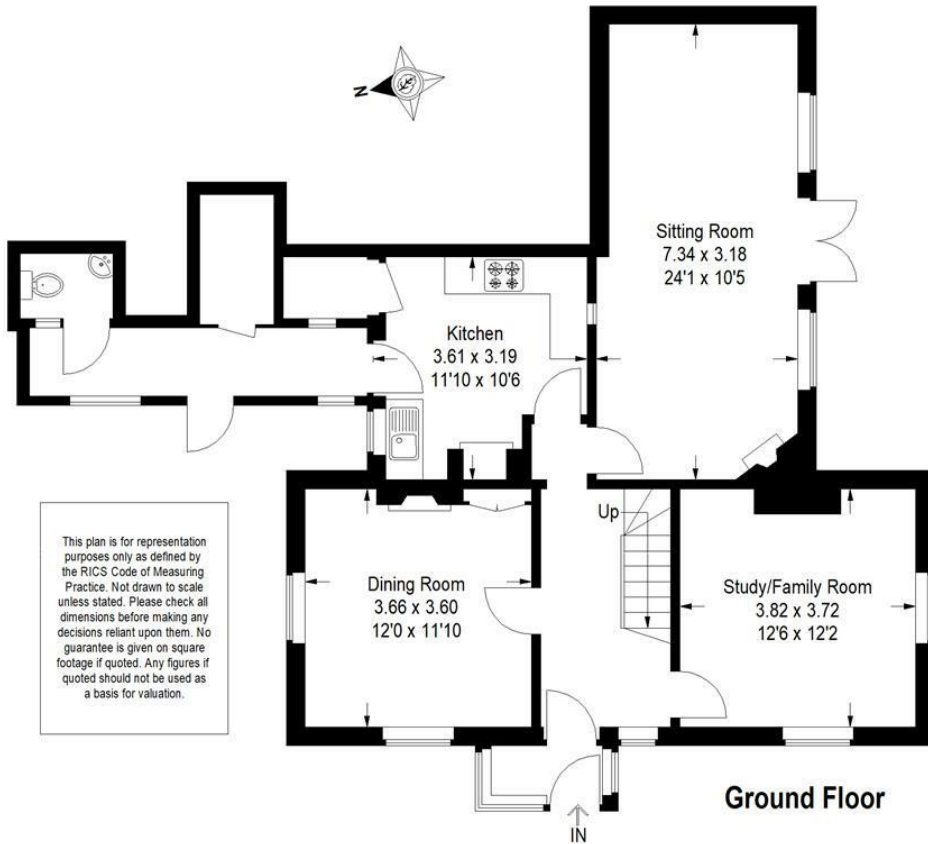 N
Sitting Room
7.34 x 3.18
24'1 x 10'5
Kitchen
3.61 x 3.19
11'10 x 10'6
Up
This plan is for representation
purposes only as defined by
the RICS Code of Measuring
Practice. Not drawn to scale
unless stated. Please check all
dimensions before making any
decisions reliant upon them. No
guarantee is given on square
footage if quoted. Any figures if
quoted should not be used as
a basis for valuation.
Dining Room
3.66 x 3.60
12'0 x 11'10
Study/Family Room
3.82 x 3.72
12'6 x 12'2
Ground Floor
IN